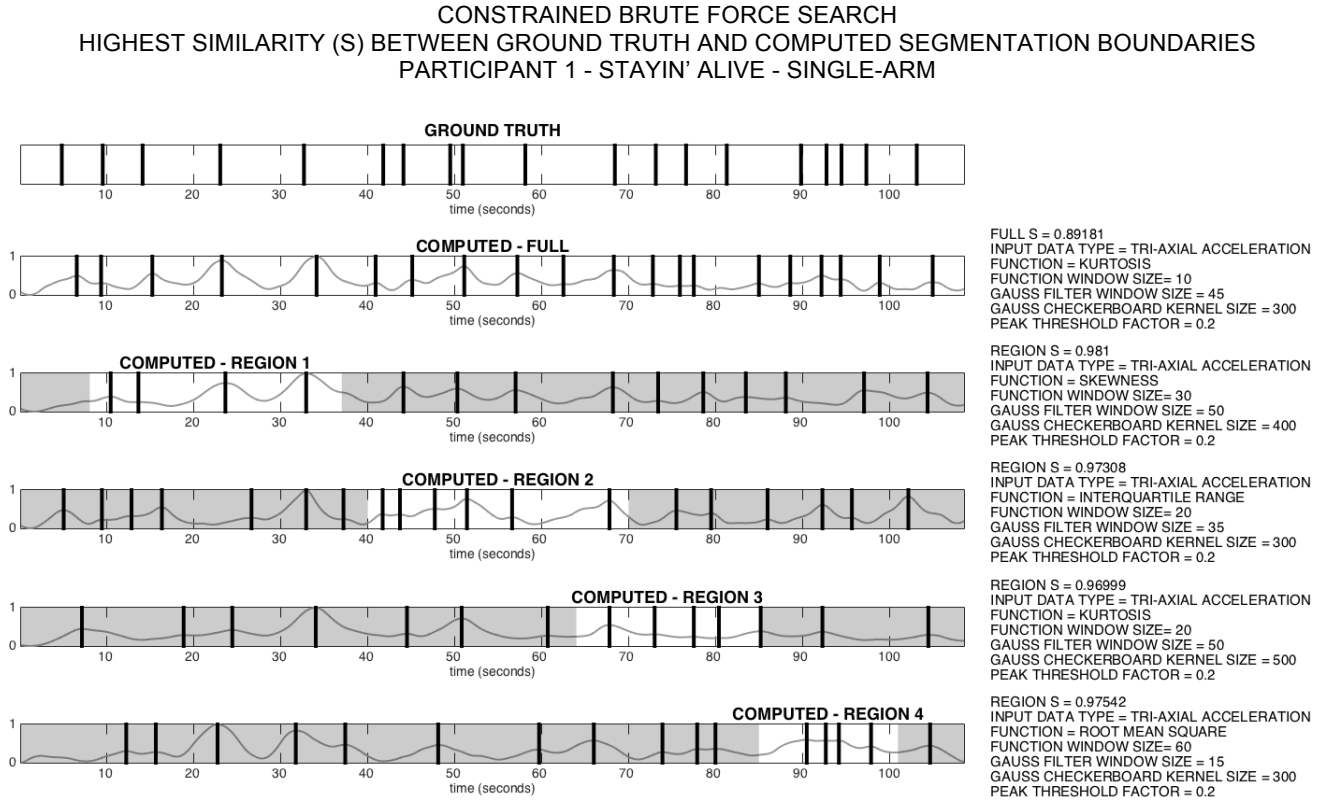 CONSTRAINED BRUTE FORCE SEARCH
HIGHEST SIMILARITY (S) BETWEEN GROUND TRUTH AND COMPUTED SEGMENTATION BOUNDARIES
PARTICIPANT 1 - STAYIN' ALIVE - SINGLE-ARM
GROUND TRUTH
10 20 30 40 50 60 70 80 90 100
time (seconds)
COMPUTED - FULL
1
0
10 20 30 40 50 60 70 80 90 100
time (seconds)
FULL S = 0.89181
INPUT DATA TYPE = TRI-AXIAL ACCELERATION
FUNCTION = KURTOSIS
FUNCTION WINDOW SIZE= 10
GAUSS FILTER WINDOW SIZE = 45
GAUSS CHECKERBOARD KERNEL SIZE = 300
PEAK THRESHOLD FACTOR = 0.2
COMPUTED - REGION 1
1
0
10 20 30 40 50 60 70 80 90 100
time (seconds)
REGION S = 0.981
INPUT DATA TYPE = TRI-AXIAL ACCELERATION
FUNCTION = SKEWNESS
FUNCTION WINDOW SIZE= 30
GAUSS FILTER WINDOW SIZE = 50
GAUSS CHECKERBOARD KERNEL SIZE = 400
PEAK THRESHOLD FACTOR = 0.2
COMPUTED - REGION 2
1
0
10 20 30 40 50 60 70 80 90 100
time (seconds)
REGION S = 0.97308
INPUT DATA TYPE = TRI-AXIAL ACCELERATION
FUNCTION = INTERQUARTILE RANGE
FUNCTION WINDOW SIZE= 20
GAUSS FILTER WINDOW SIZE = 35
GAUSS CHECKERBOARD KERNEL SIZE = 300
PEAK THRESHOLD FACTOR = 0.2
COMPUTED - REGION 3
1
0
10 20 30 40 50 60 70 80 90 100
time (seconds)
REGION S = 0.96999
INPUT DATA TYPE = TRI-AXIAL ACCELERATION
FUNCTION = KURTOSIS
FUNCTION WINDOW SIZE= 20
GAUSS FILTER WINDOW SIZE = 50
GAUSS CHECKERBOARD KERNEL SIZE = 500
PEAK THRESHOLD FACTOR = 0.2
COMPUTED - REGION 4
1
0
10 20 30 40 50 60 70 80 90 100
time (seconds)
REGION S = 0.97542
INPUT DATA TYPE = TRI-AXIAL ACCELERATION
FUNCTION = ROOT MEAN SQUARE
FUNCTION WINDOW SIZE= 60
GAUSS FILTER WINDOW SIZE = 15
GAUSS CHECKERBOARD KERNEL SIZE = 300
PEAK THRESHOLD FACTOR = 0.2